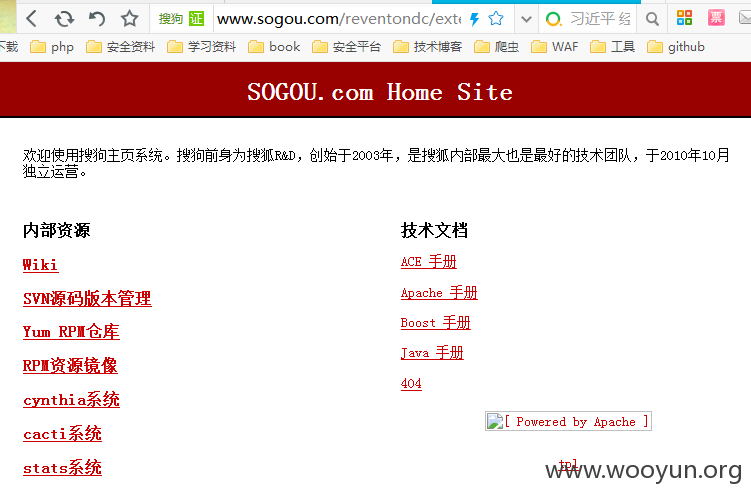 搜狗 证 www.sogou.com/reventondc/exte 习近平 票
下载 php 安全资料 学习资料 book 安全平台 技术博客 爬虫 WAF 工具 github
SOGOU.com Home Site
欢迎使用搜狗主页系统。搜狗前身为搜狐R&D，创始于2003年，是搜狐内部最大也是最好的技术团队，于2010年10月
独立运营。
内部资源
Wiki
SVN源码版本管理
Yum RPM仓库
RPM资源镜像
cynthia系统
cacti系统
stats系统
技术文档
ACE 手册
Apache 手册
Boost 手册
Java 手册
404
[ Powered by Apache ]
tpl
www.wooyun.org